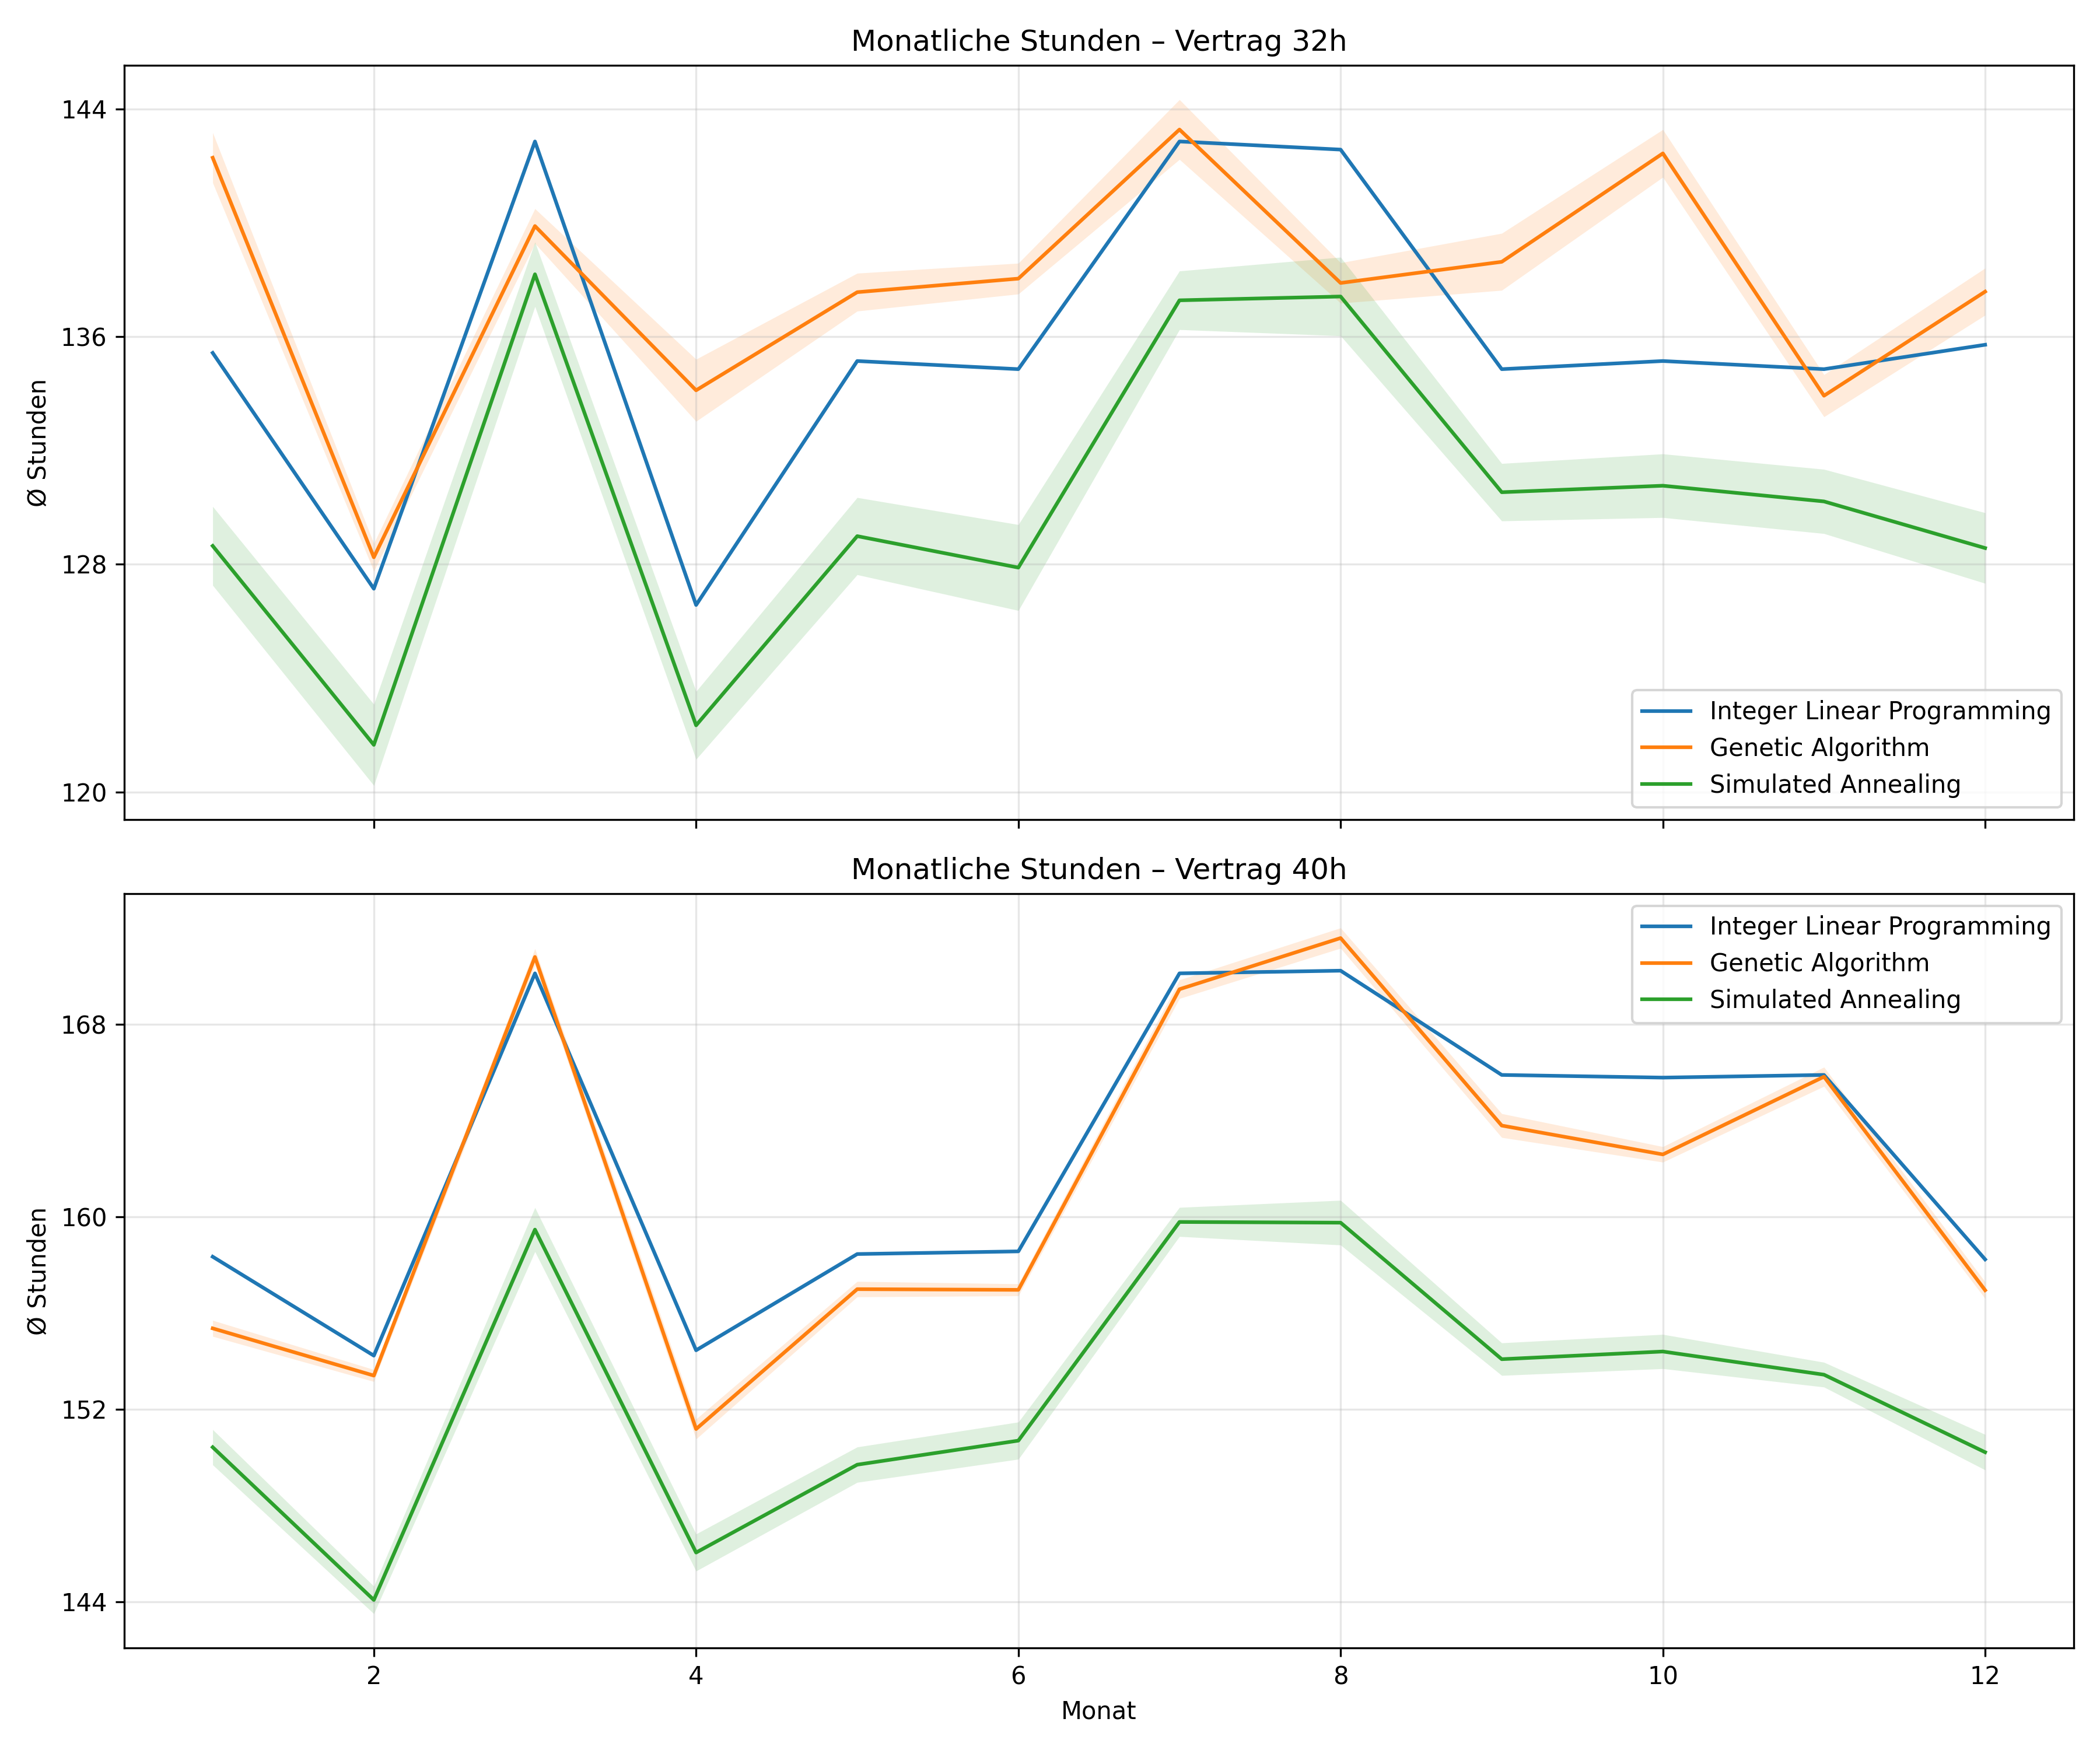 Monatliche Stunden – Vertrag 32h
144
136
128
120
Ø Stunden
Integer Linear Programming
Genetic Algorithm
Simulated Annealing
Monatliche Stunden – Vertrag 40h
168
160
152
144
Ø Stunden
Integer Linear Programming
Genetic Algorithm
Simulated Annealing
2 4 6 8 10 12
Monat